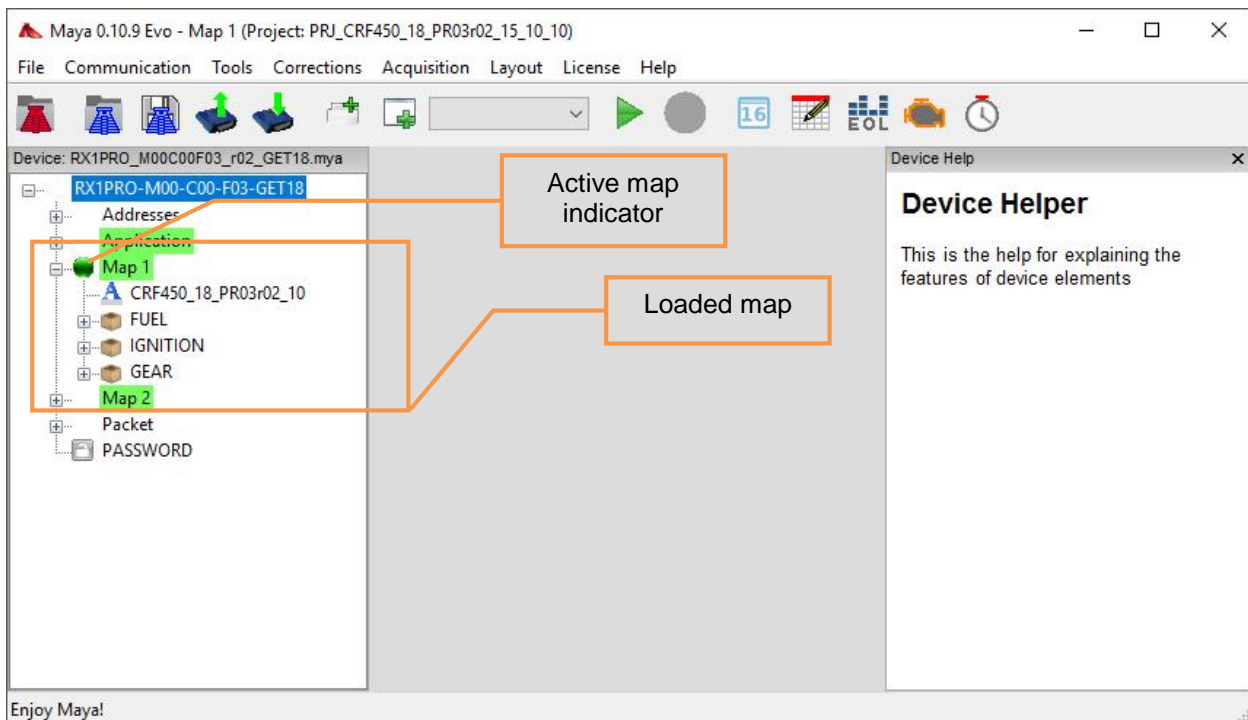 Maya 0.10.9 Evo - Map 1 (Project: PRJ_CRF450_18_PR03r02_15_10_10)
File Communication Tools Corrections Acquisition Layout License Help
16
EOL
Device: RX1PRO_M00C00F03_r02_GET18.mya
RX1PRO-M00-C00-F03-GET18
Addresses
Application
Map 1
A CRF450_18_PR03r02_10
FUEL
IGNITION
GEAR
Map 2
Packet
PASSWORD
Active map
indicator
Loaded map
Device Help
Device Helper
This is the help for explaining the
features of device elements
Enjoy Maya!